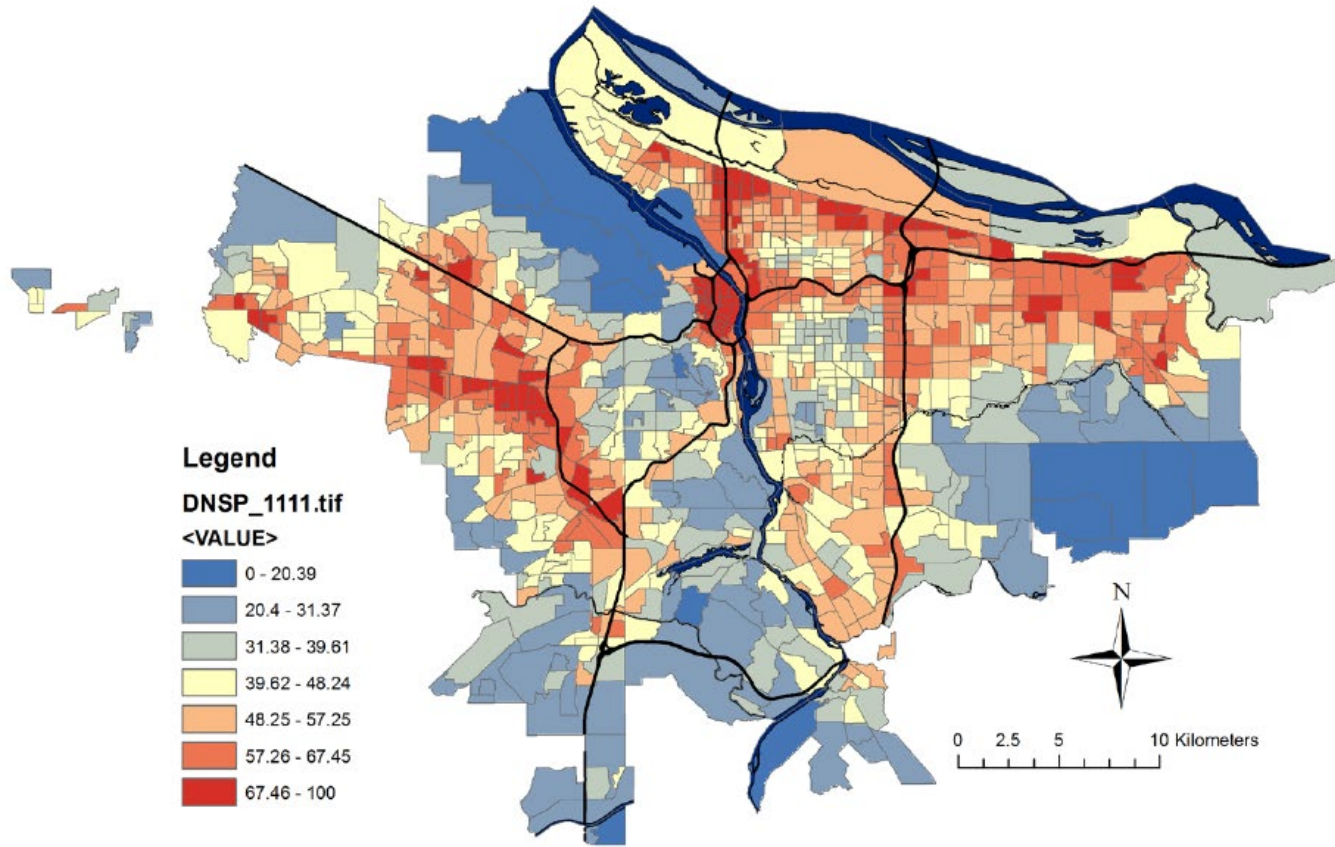 Legend
DNSP_1111.tif
<VALUE>
0 - 20.39
20.4 - 31.37
31.38 - 39.61
39.62 - 48.24
48.25 - 57.25
57.26 - 67.45
67.46 - 100
N
0 2.5 5 10 Kilometers